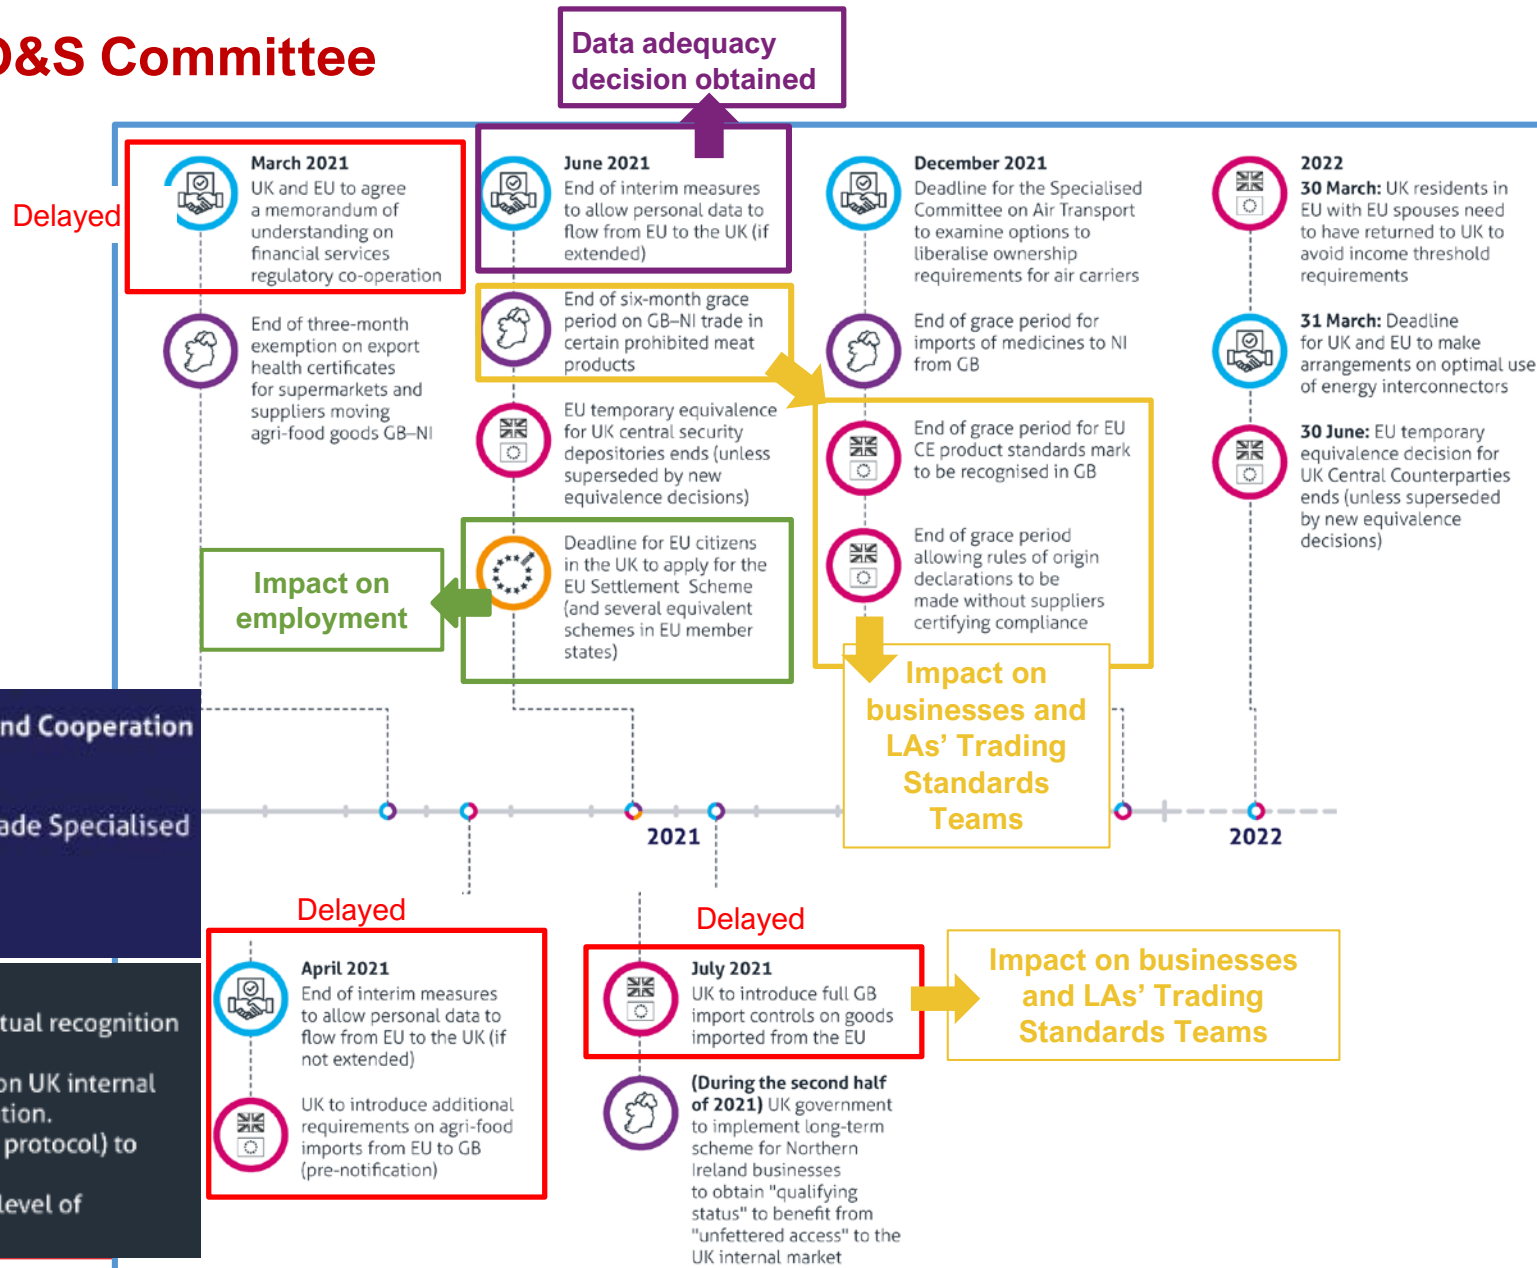 D&S Committee
Data adequacy
decision obtained
Delayed
March 2021
UK and EU to agree
a memorandum of
understanding on
financial services
regulatory co-operation
End of three-month
exemption on export
health certificates
for supermarkets and
suppliers moving
agri-food goods GB–NI
June 2021
End of interim measures
to allow personal data to
flow from EU to the UK (if
extended)
End of six-month grace
period on GB–NI trade in
certain prohibited meat
products
EU temporary equivalence
for UK central security
depositories ends (unless
superseded by new
equivalence decisions)
Deadline for EU citizens
in the UK to apply for the
EU Settlement Scheme
(and several equivalent
schemes in EU member
states)
Impact on
employment
December 2021
Deadline for the Specialised
Committee on Air Transport
to examine options to
liberalise ownership
requirements for air carriers
End of grace period for
imports of medicines to NI
from GB
End of grace period for EU
CE product standards mark
to be recognised in GB
End of grace period
allowing rules of origin
declarations to be
made without suppliers
certifying compliance
Impact on
businesses and
LAs’ Trading
Standards
Teams
2022
30 March: UK residents in
EU with EU spouses need
to have returned to UK to
avoid income threshold
requirements
31 March: Deadline
for UK and EU to make
arrangements on optimal use
of energy interconnectors
30 June: EU temporary
equivalence decision for
UK Central Counterparties
ends (unless superseded
by new equivalence
decisions)
nd Cooperation
ade Specialised
2021
2022
Delayed
April 2021
End of interim measures
to allow personal data to
flow from EU to the UK (if
not extended)
UK to introduce additional
requirements on agri-food
imports from EU to GB
(pre-notification)
Delayed
July 2021
UK to introduce full GB
import controls on goods
imported from the EU
(During the second half
of 2021) UK government
to implement long-term
scheme for Northern
Ireland businesses
to obtain "qualifying
status" to benefit from
"unfettered access" to the
UK internal market
Impact on businesses
and LAs’ Trading
Standards Teams
tual recognition
on UK internal
tion.
protocol) to
level of